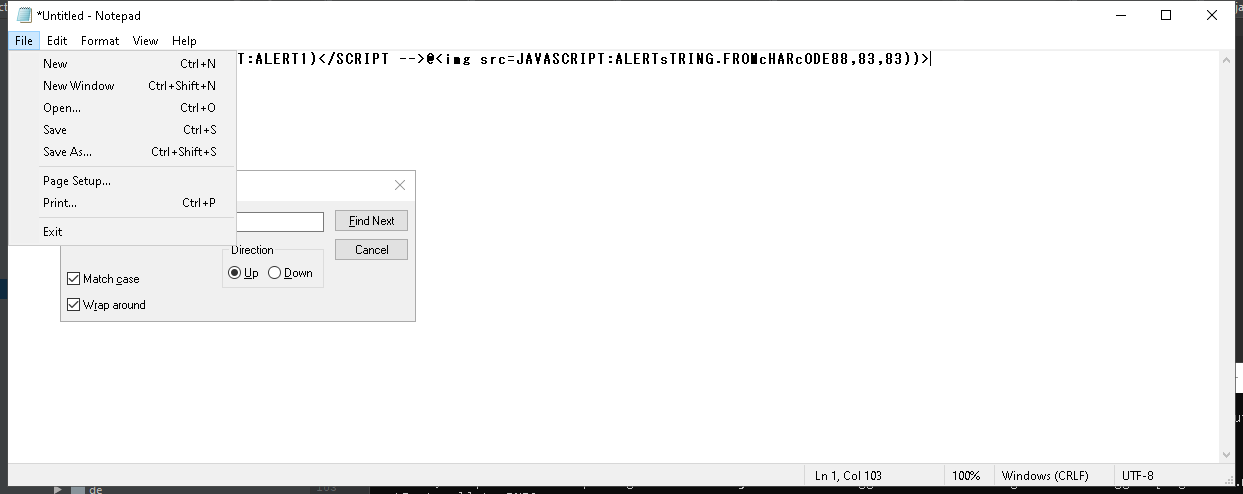 *Untitled - Notepad
File Edit Format View Help
T:ALERT1)</SCRIPT -->@<img src=JAVASCRIPT:ALERTsTRING.FROMcHARcODE88,83,83))>
New Ctrl+N
New Window Ctrl+Shift+N
Open... Ctrl+O
Save Ctrl+S
Save As... Ctrl+Shift+S
Page Setup...
Print... Ctrl+P
Exit
Find Next
Cancel
Direction
Up Down
Match case
Wrap around
Ln 1, Col 103 100% Windows (CRLF) UTF-8
de